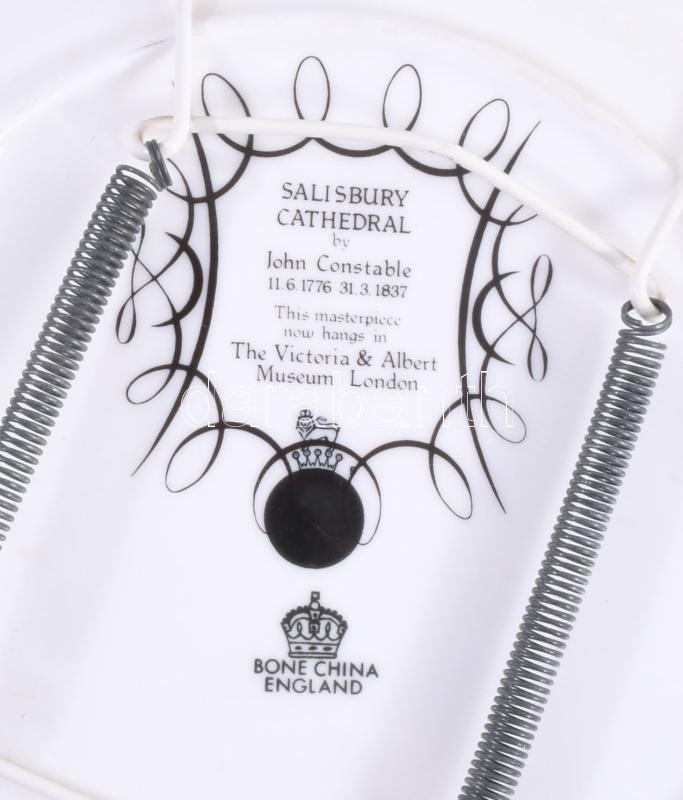 SALISBURY
CATHEDRAL
by
John Constable
11.6.1776 31.3.1837
This masterpiece
now hangs in
The Victoria & Albert
Museum London
darabanth
BONE CHINA
ENGLAND